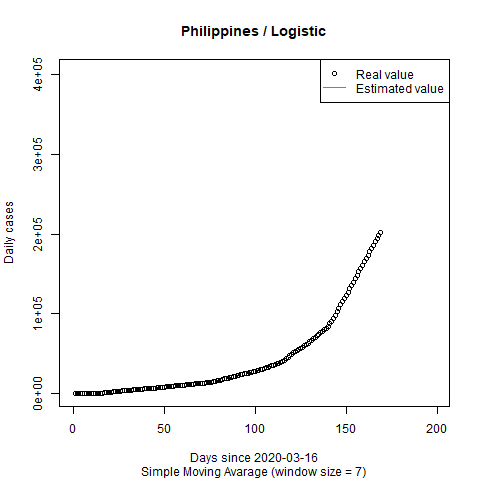 Philippines / Logistic
Real value
Estimated value
Daily cases
4e+05
3e+05
2e+05
1e+05
0e+00
0 50 100 150 200
Days since 2020-03-16
Simple Moving Avarage (window size = 7)